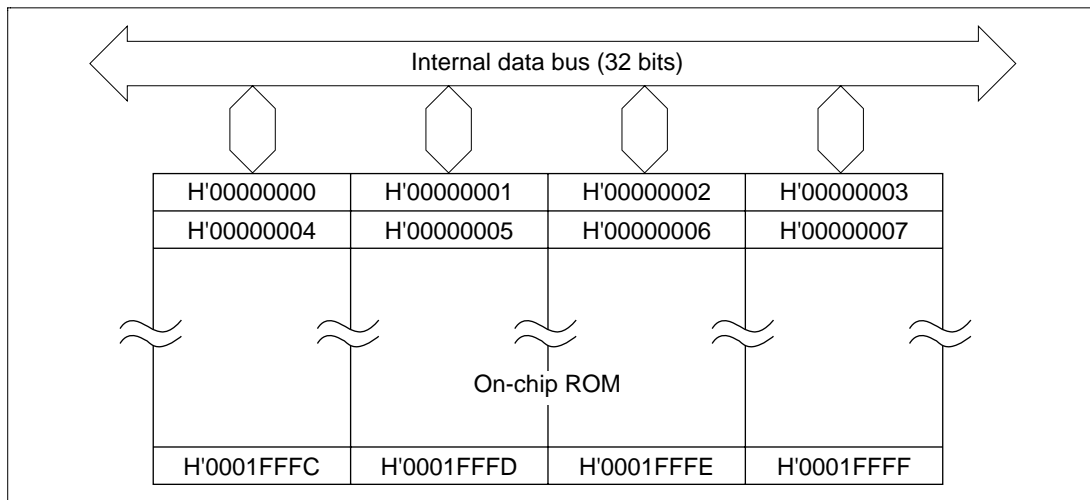 Internal data bus (32 bits)
H'00000000 H'00000001 H'00000002 H'00000003
H'00000004 H'00000005 H'00000006 H'00000007
On-chip ROM
H'0001FFFC H'0001FFFD H'0001FFFE H'0001FFFF